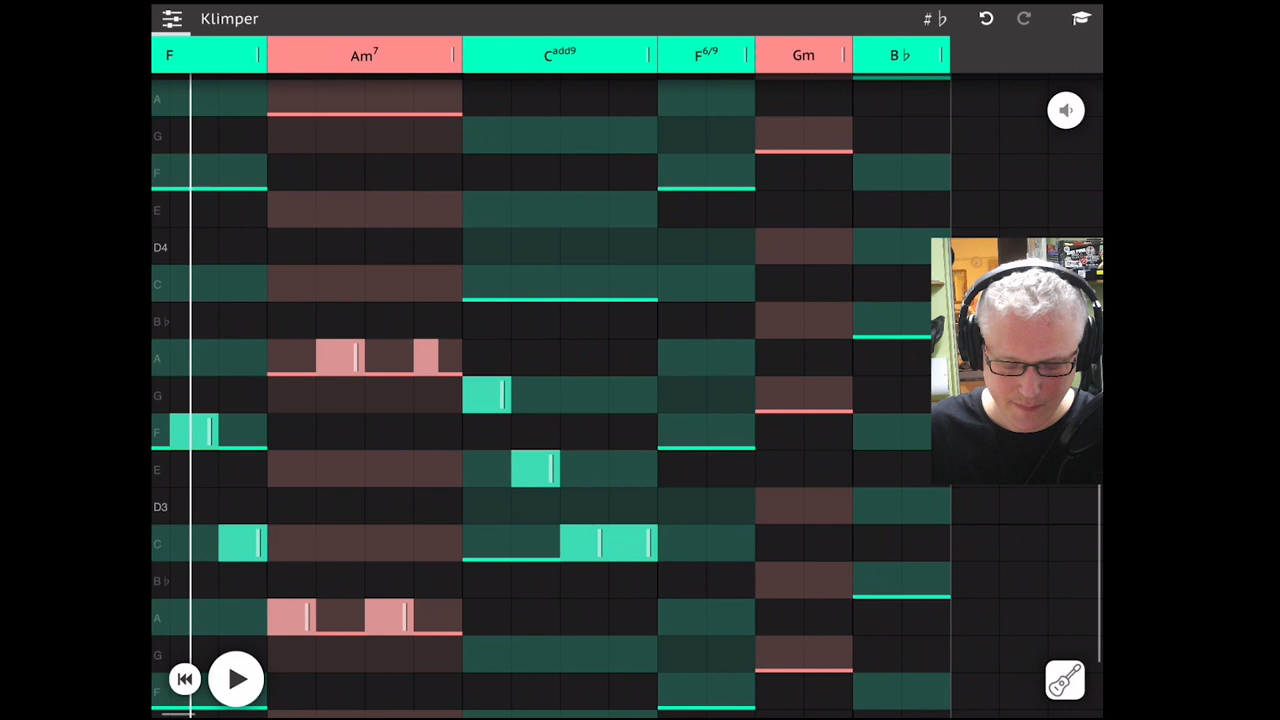 Klimper # ♭
F Am⁷ Cadd9 F6/9 Gm B♭
A
G
F
E
D4
C
B♭
A
G
F
E
D3
C
B♭
A
G
F